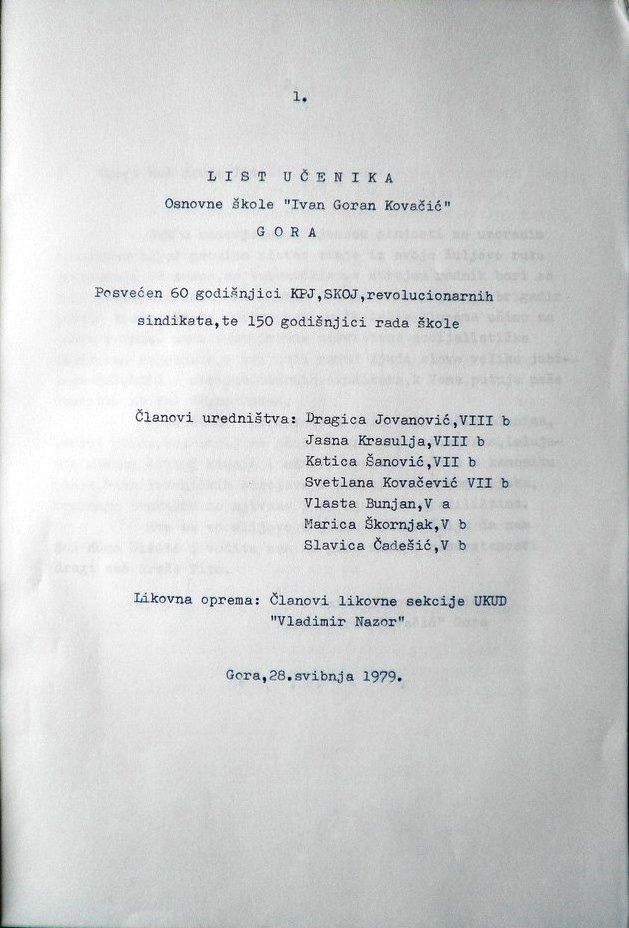 1.
LIST UČENIKA
Osnovne škole "Ivan Goran Kovačić"
GORA
Posvećen 60 godišnjici KPJ,SKOJ,revolucionarnih
sindikata,te 150 godišnjici rada škole
Članovi uredništva: Dragica Jovanović,VIII b
Jasna Krasulja,VIII b
Katica Šanović,VII b
Svetlana Kovačević VII b
Vlasta Bunjan,V a
Marica Škornjak,V b
Slavica Čadešić,V b
Likovna oprema: Članovi likovne sekcije UKUD
"Vladimir Nazor"
Gora,28.svibnja 1979.